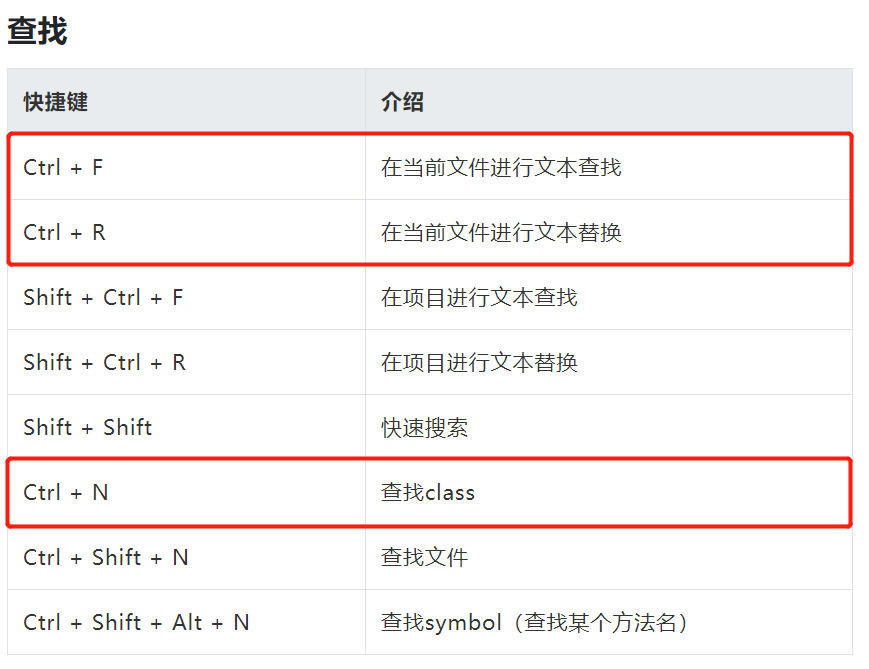 查找
快捷键 介绍
Ctrl + F 在当前文件进行文本查找
Ctrl + R 在当前文件进行文本替换
Shift + Ctrl + F 在项目进行文本查找
Shift + Ctrl + R 在项目进行文本替换
Shift + Shift 快速搜索
Ctrl + N 查找class
Ctrl + Shift + N 查找文件
Ctrl + Shift + Alt + N 查找symbol（查找某个方法名）